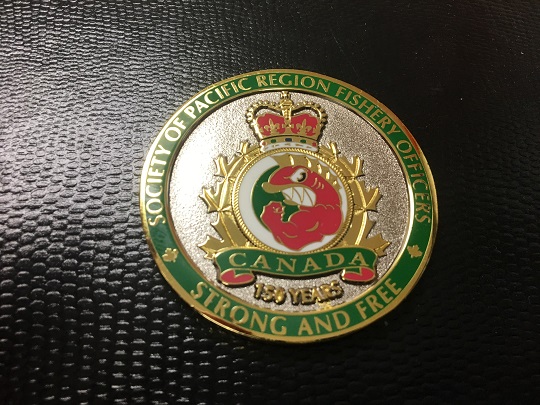 SOCIETY OF PACIFIC REGION FISHERY OFFICERS
CANADA
150 YEARS
STRONG AND FREE